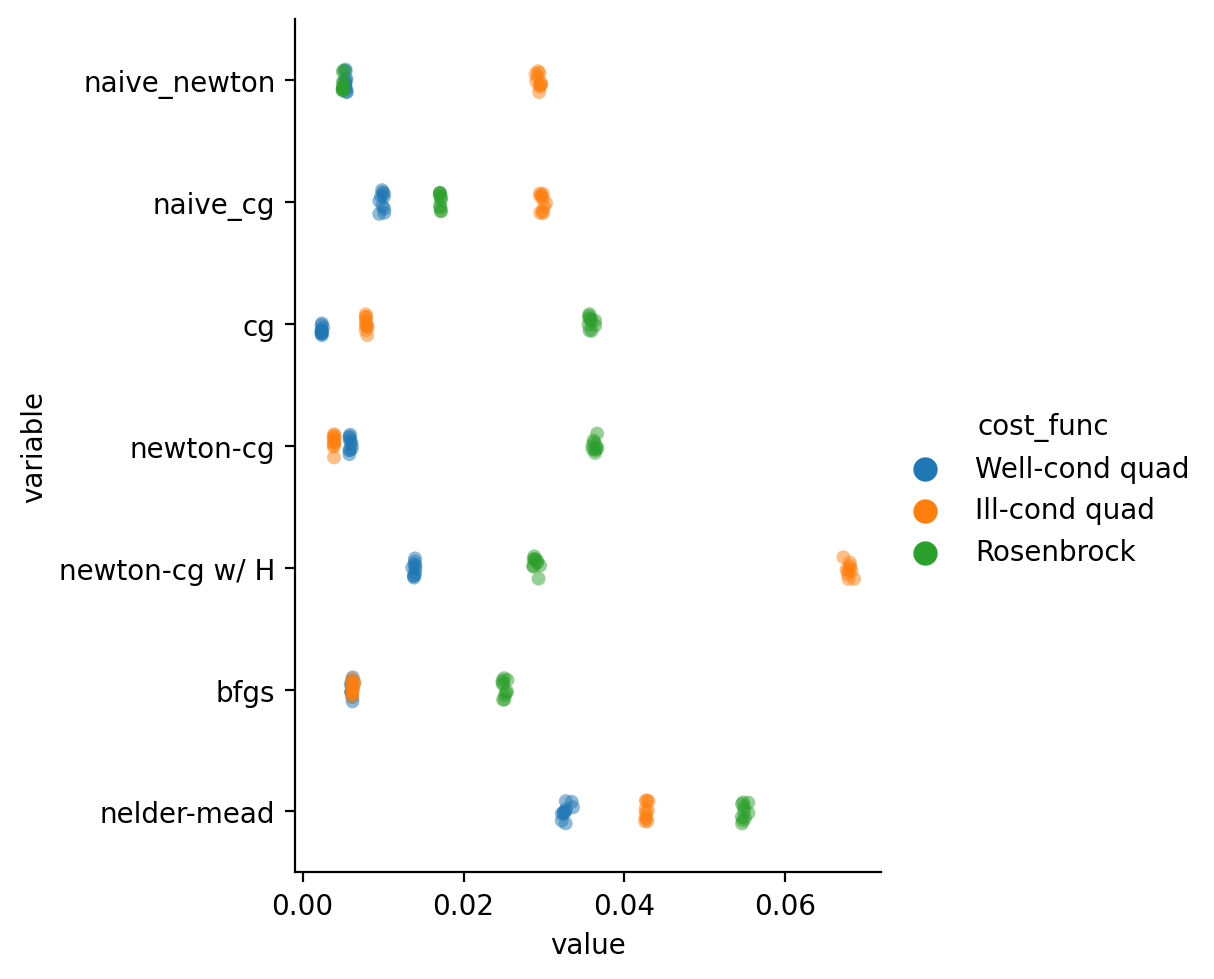 naive_newton
naive_cg
cg
newton-cg
newton-cg w/ H
bfgs
nelder-mead
variable
0.00 0.02 0.04 0.06
value
cost_func
Well-cond quad
Ill-cond quad
Rosenbrock